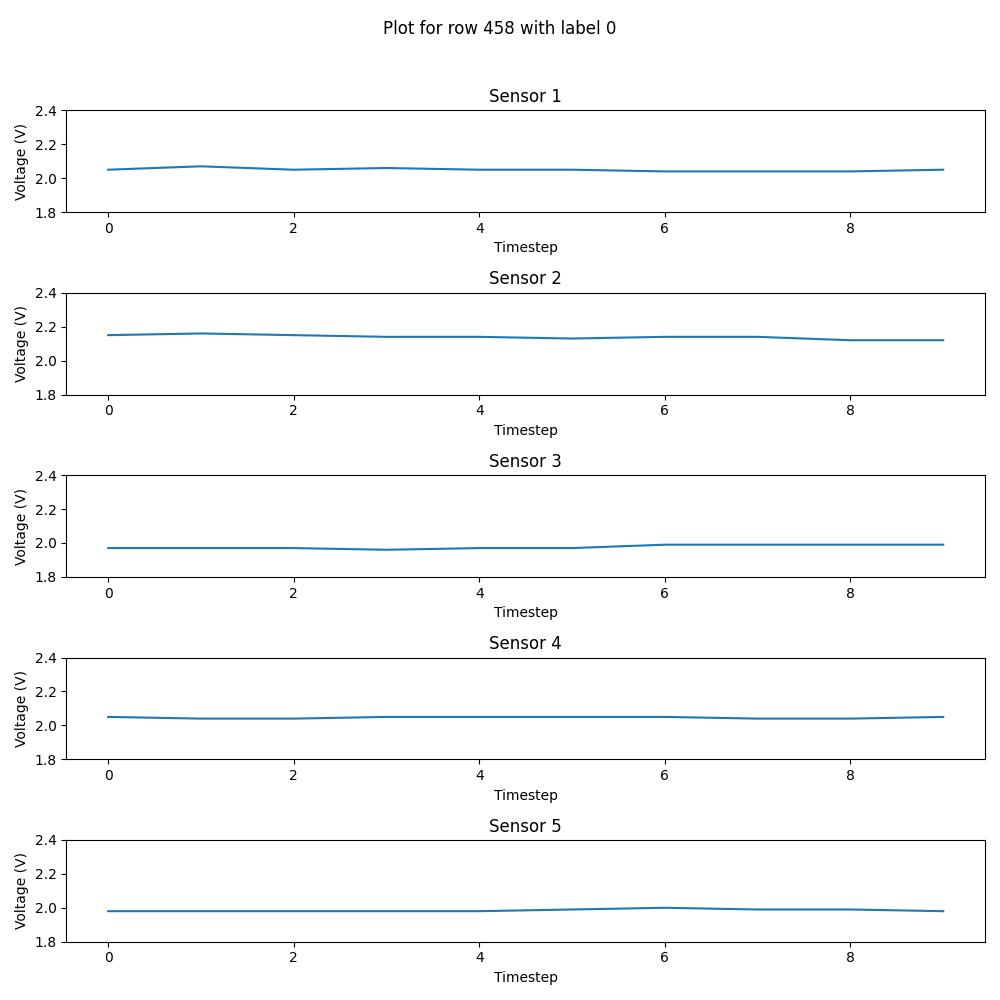 Plot for row 458 with label 0
Sensor 1
Voltage (V)
2.4
2.2
2.0
1.8
0 2 4 6 8
Timestep
Sensor 2
Voltage (V)
2.4
2.2
2.0
1.8
0 2 4 6 8
Timestep
Sensor 3
Voltage (V)
2.4
2.2
2.0
1.8
0 2 4 6 8
Timestep
Sensor 4
Voltage (V)
2.4
2.2
2.0
1.8
0 2 4 6 8
Timestep
Sensor 5
Voltage (V)
2.4
2.2
2.0
1.8
0 2 4 6 8
Timestep